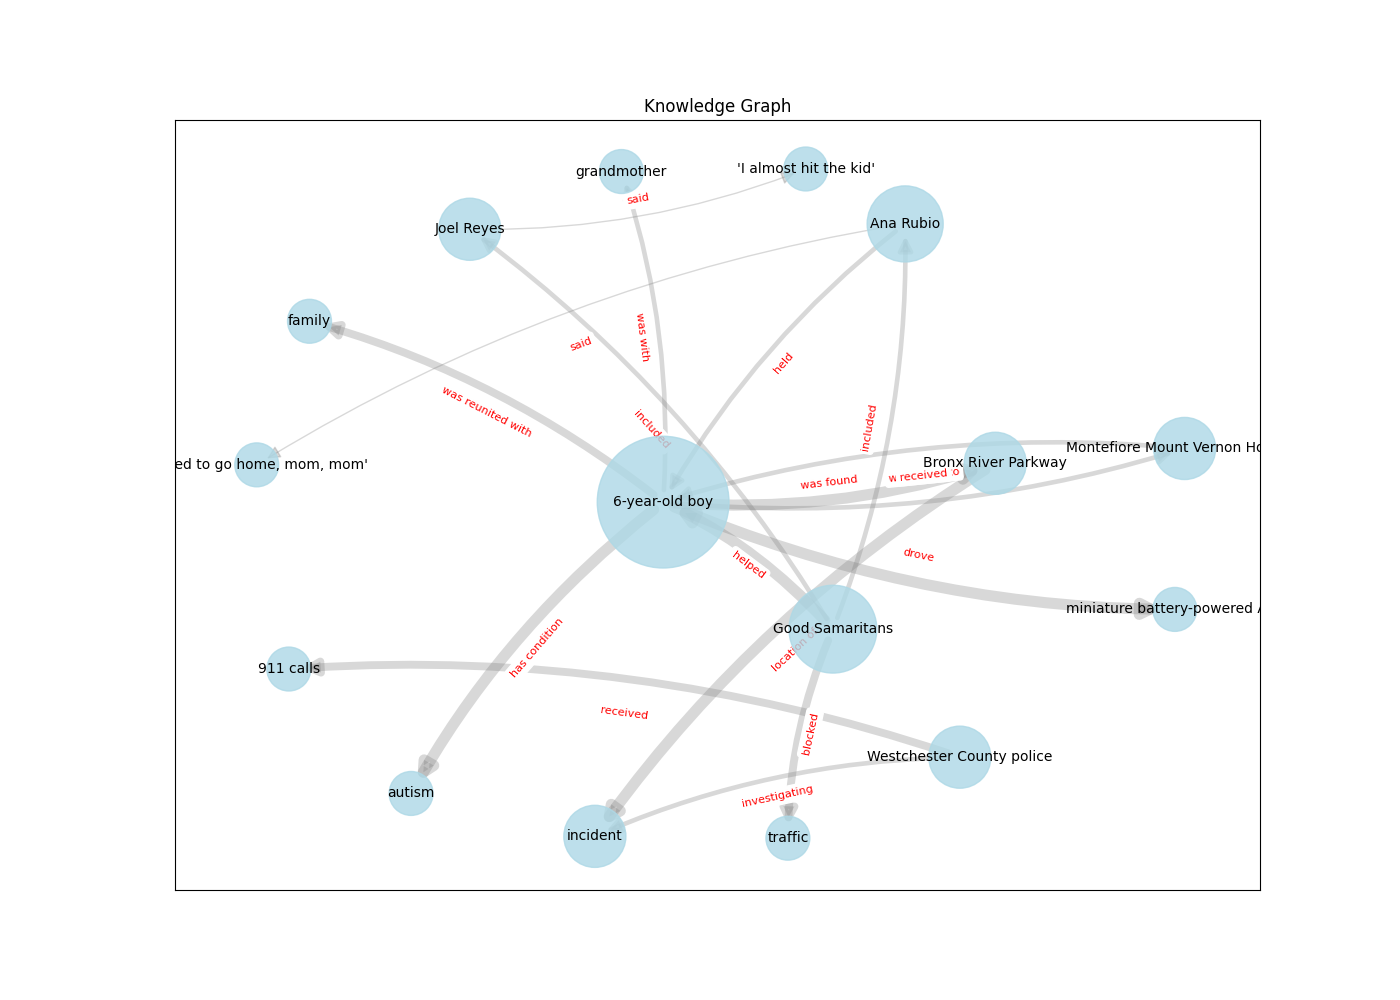 Knowledge Graph
grandmother
'I almost hit the kid'
said
Joel Reyes
Ana Rubio
family
was with
said
held
was reunited with
included
included
Montefiore Mount Vernon Ho
ed to go home, mom, mom'
Bronx River Parkway
was found
received
6-year-old boy
drove
helped
miniature battery-powered
Good Samaritans
has condition
location
911 calls
received
blocked
Westchester County police
autism
investigating
incident
traffic